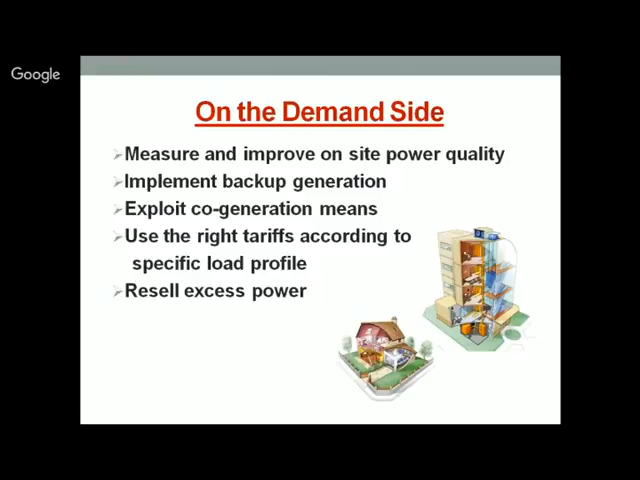 Google
On the Demand Side
Measure and improve on site power quality
Implement backup generation
Exploit co-generation means
Use the right tariffs according to
specific load profile
Resell excess power